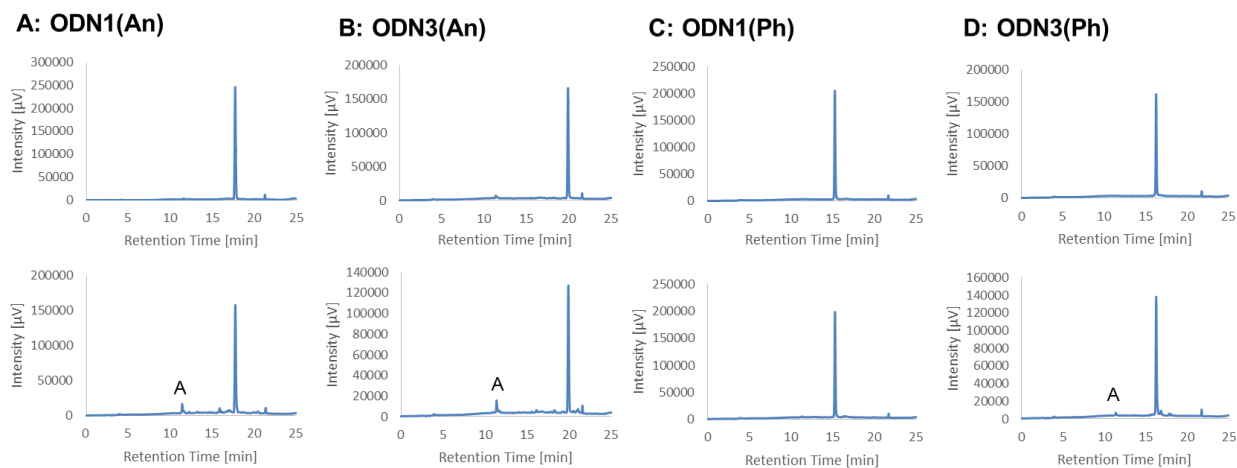 A: ODN1(An)
B: ODN3(An)
C: ODN1(Ph)
D: ODN3(Ph)
Intensity [µV]
300000
250000
200000
150000
100000
50000
0
0 5 10 15 20 25
Retention Time [min]
Intensity [µV]
200000
150000
100000
50000
0
0 5 10 15 20 25
Retention Time [min]
Intensity [µV]
250000
200000
150000
100000
50000
0
0 5 10 15 20 25
Retention Time [min]
Intensity [µV]
200000
150000
100000
50000
0
0 5 10 15 20 25
Retention Time [min]
Intensity [µV]
200000
150000
100000
50000
0
A
0 5 10 15 20 25
Retention Time [min]
Intensity [µV]
140000
120000
100000
80000
60000
40000
20000
0
A
0 5 10 15 20 25
Retention Time [min]
Intensity [µV]
250000
200000
150000
100000
50000
0
0 5 10 15 20 25
Retention Time [min]
Intensity [µV]
160000
140000
120000
100000
80000
60000
40000
20000
0
A
0 5 10 15 20 25
Retention Time [min]